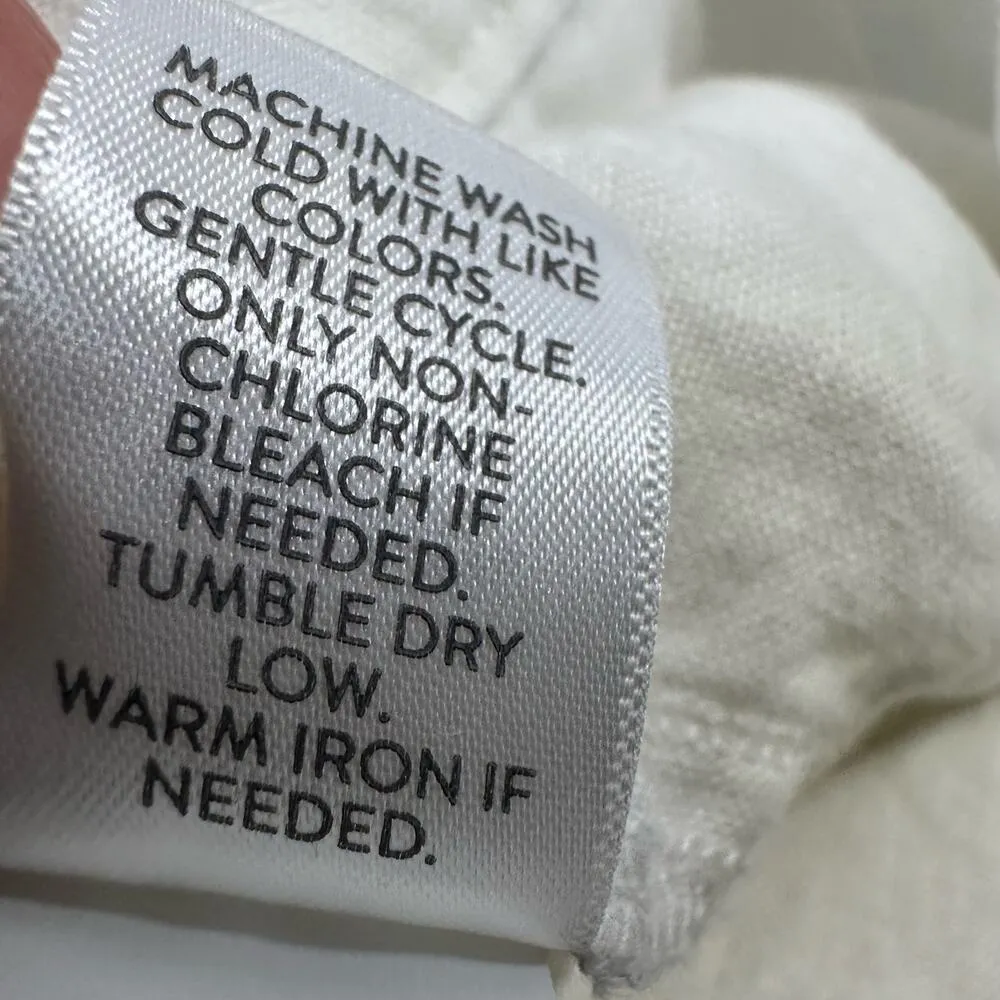 MACHINE WASH
COLD WITH LIKE
COLORS.
GENTLE CYCLE.
ONLY NON-
CHLORINE
BLEACH IF
NEEDED.
TUMBLE DRY
LOW.
WARM IRON IF
NEEDED.